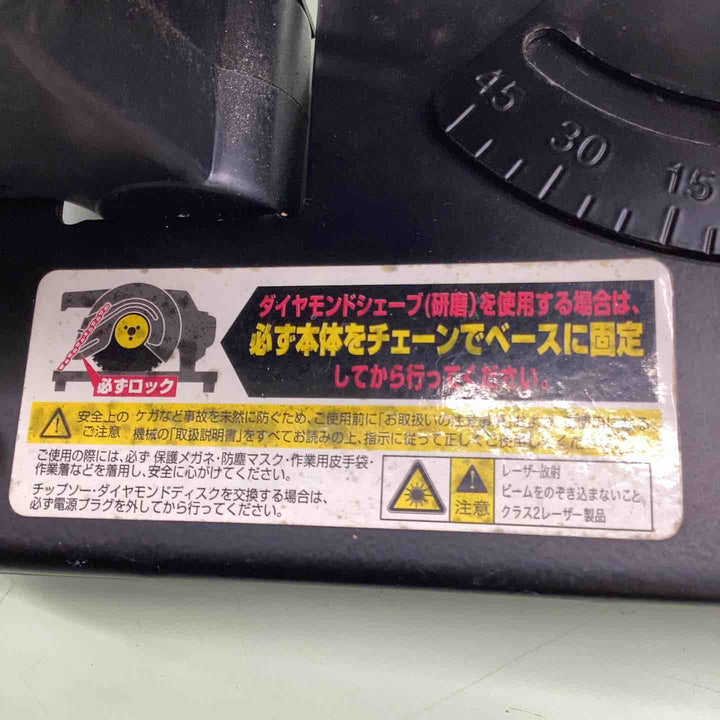 45 30 15
ダイヤモンドシェーブ(研磨)を使用する場合は、
必ず本体をチェーンでベースに固定
してから行ってください。
必ずロック
安全上の ケガなど事故を未然に防ぐため、ご使用前に「お取扱いの注意
ご注意 機械の「取扱説明書」をすべてお読みの上、指示に従って正しくご使用
ご使用の際には、必ず 保護メガネ・防塵マスク・作業用皮手袋・
作業着などを着用し、安全に心がけてください。
チップソー・ダイヤモンドディスクを交換する場合は、
必ず電源プラグを外してから行ってください。
注意
レーザー放射
ビームをのぞき込まないこと
クラス2レーザー製品